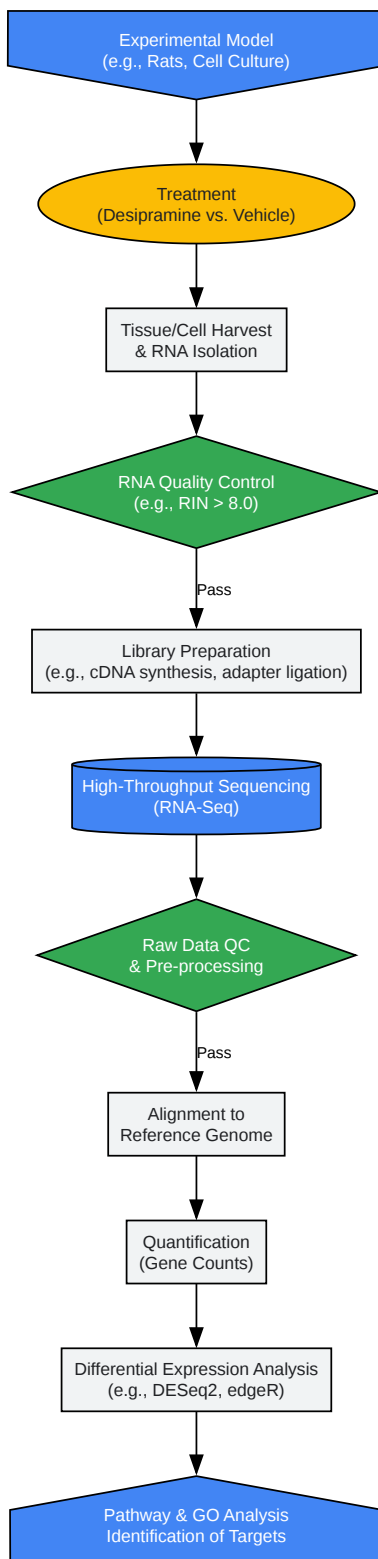 Experimental Model
(e.g., Rats, Cell Culture)
Treatment
(Desipramine vs. Vehicle)
Tissue/Cell Harvest
& RNA Isolation
RNA Quality Control
(e.g., RIN > 8.0)
Pass
Library Preparation
(e.g., cDNA synthesis, adapter ligation)
High-Throughput Sequencing
(RNA-Seq)
Raw Data QC
& Pre-processing
Pass
Alignment to
Reference Genome
Quantification
(Gene Counts)
Differential Expression Analysis
(e.g., DESeq2, edgeR)
Pathway & GO Analysis
Identification of Targets